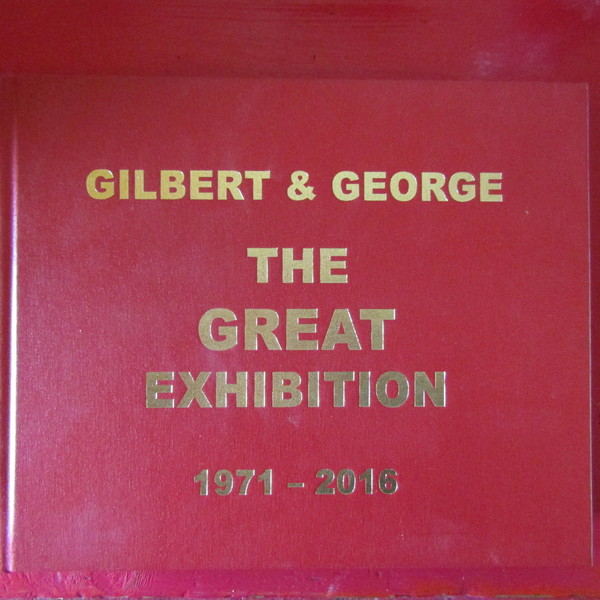 GILBERT & GEORGE
THE
GREAT
EXHIBITION
1971 – 2016